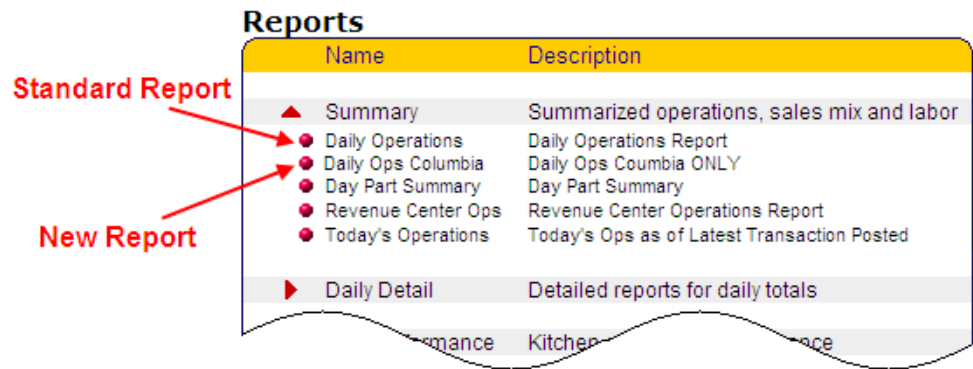 Reports
Name Description
Standard Report
Summary Summarized operations, sales mix and labor
Daily Operations Daily Operations Report
Daily Ops Columbia Daily Ops Coumbia ONLY
Day Part Summary Day Part Summary
Revenue Center Ops Revenue Center Operations Report
New Report
Today's Operations Today's Ops as of Latest Transaction Posted
Daily Detail Detailed reports for daily totals
Kitchen